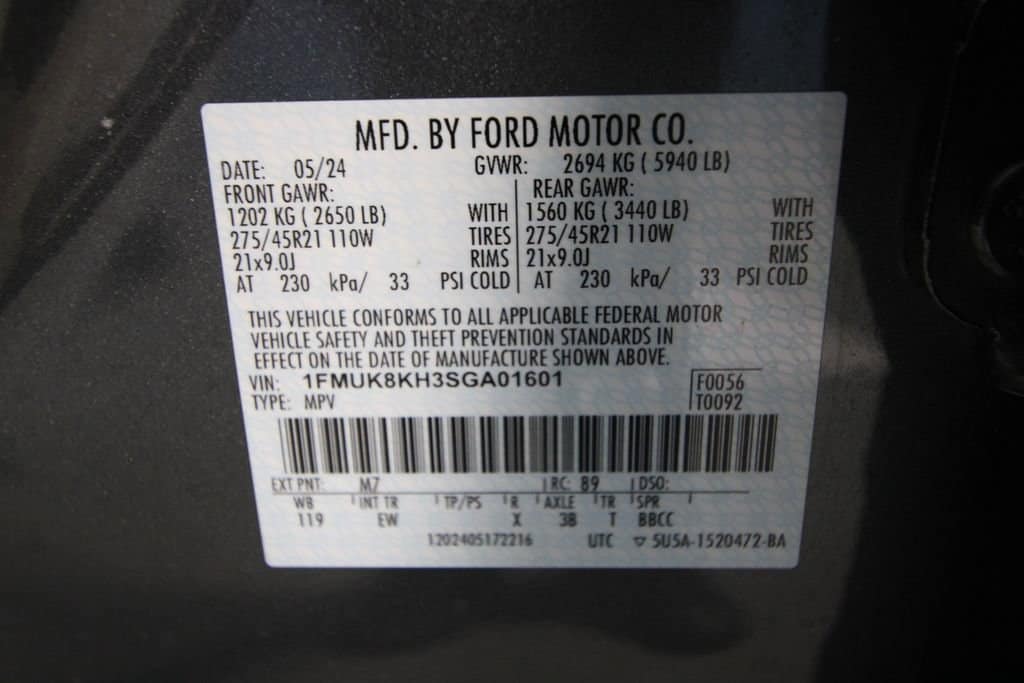 MFD. BY FORD MOTOR CO.
DATE: 05/24 GVWR: 2694 KG ( 5940 LB)
FRONT GAWR: REAR GAWR:
1202 KG ( 2650 LB) WITH 1560 KG ( 3440 LB) WITH
275/45R21 110W TIRES 275/45R21 110W TIRES
21x9.0J RIMS 21x9.0J RIMS
AT 230 kPa/ 33 PSI COLD AT 230 kPa/ 33 PSI COLD
THIS VEHICLE CONFORMS TO ALL APPLICABLE FEDERAL MOTOR
VEHICLE SAFETY AND THEFT PREVENTION STANDARDS IN
EFFECT ON THE DATE OF MANUFACTURE SHOWN ABOVE.
VIN: 1FMUK8KH3SGA01601 F0056
TYPE: MPV T0092
EXT PNT: M7 RC: 89 DSO:
WB INT TR TP/PS R AXLE TR SPR
119 EW X 3B T BBCC
1202405172216 UTC ▽ 5U5A-1520472-BA